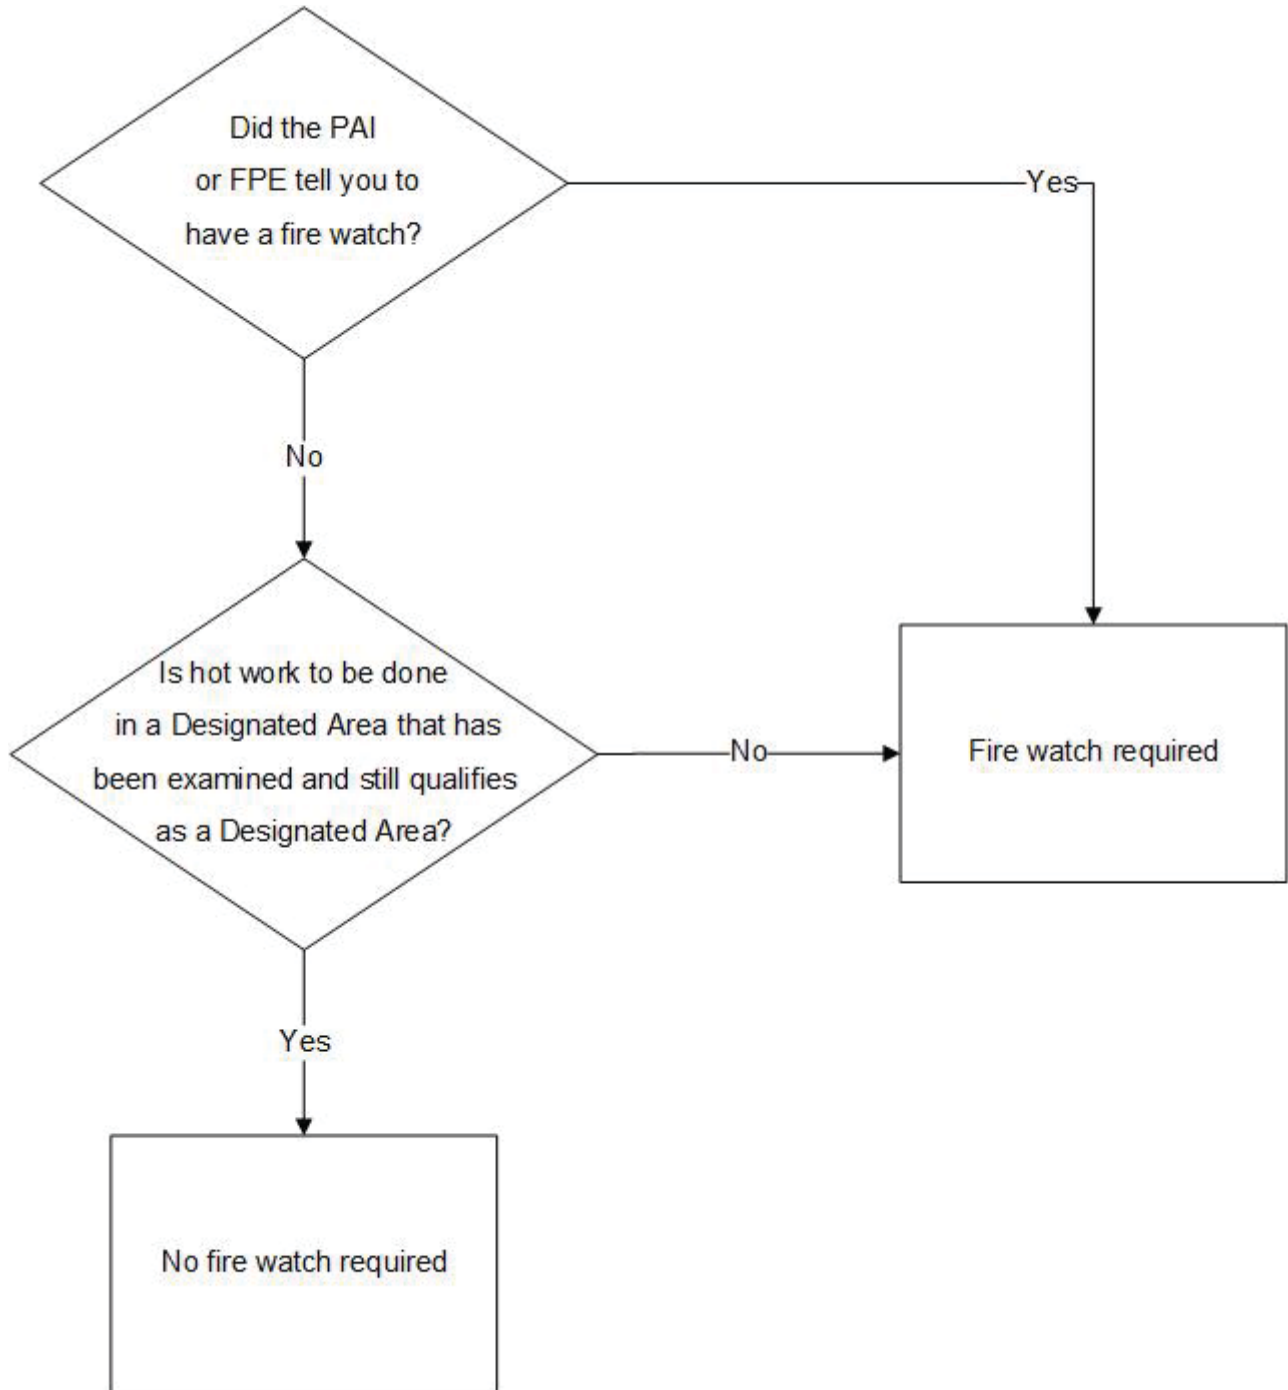 Did the PAI
or FPE tell you to
have a fire watch?
Yes
No
Is hot work to be done
in a Designated Area that has
been examined and still qualifies
as a Designated Area?
No
Fire watch required
Yes
No fire watch required